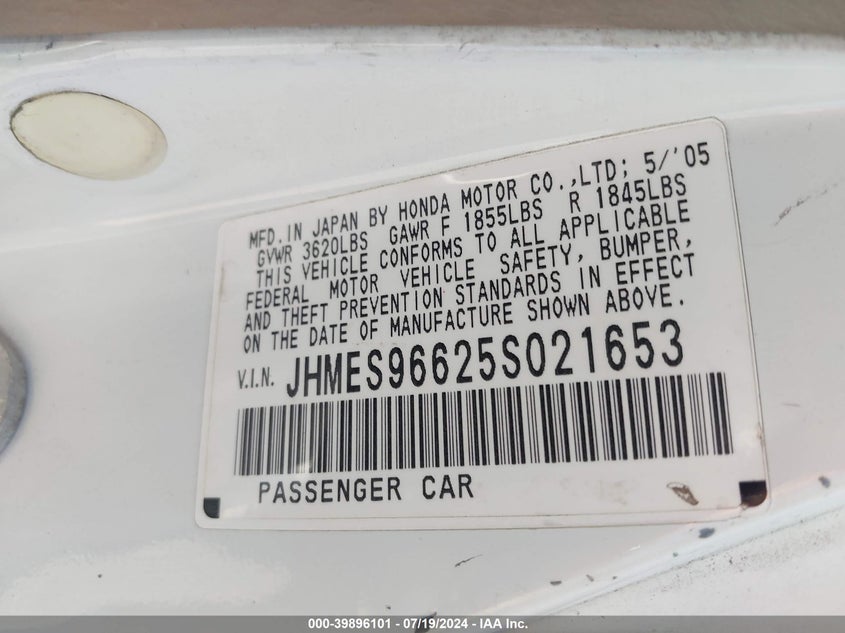 MFD. IN JAPAN BY HONDA MOTOR CO.,LTD; 5/'05
GVWR 3620LBS GAWR F 1855LBS R 1845LBS
THIS VEHICLE CONFORMS TO ALL APPLICABLE
FEDERAL MOTOR VEHICLE SAFETY, BUMPER,
AND THEFT PREVENTION STANDARDS IN EFFECT
ON THE DATE OF MANUFACTURE SHOWN ABOVE.
V.I.N. JHMES96625S021653
PASSENGER CAR
000-39896101 - 07/19/2024 - IAA Inc.